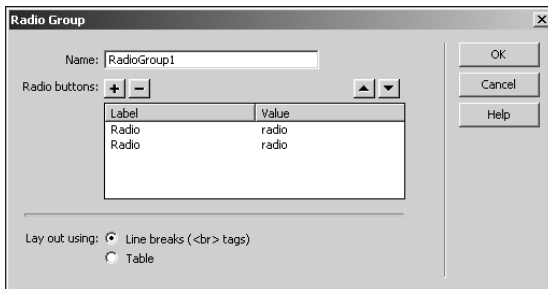 Radio Group
Name: RadioGroup1
OK
Radio buttons:
Cancel
Label Value
Help
Radio radio
Radio radio
Lay out using: Line breaks (<br> tags)
Table